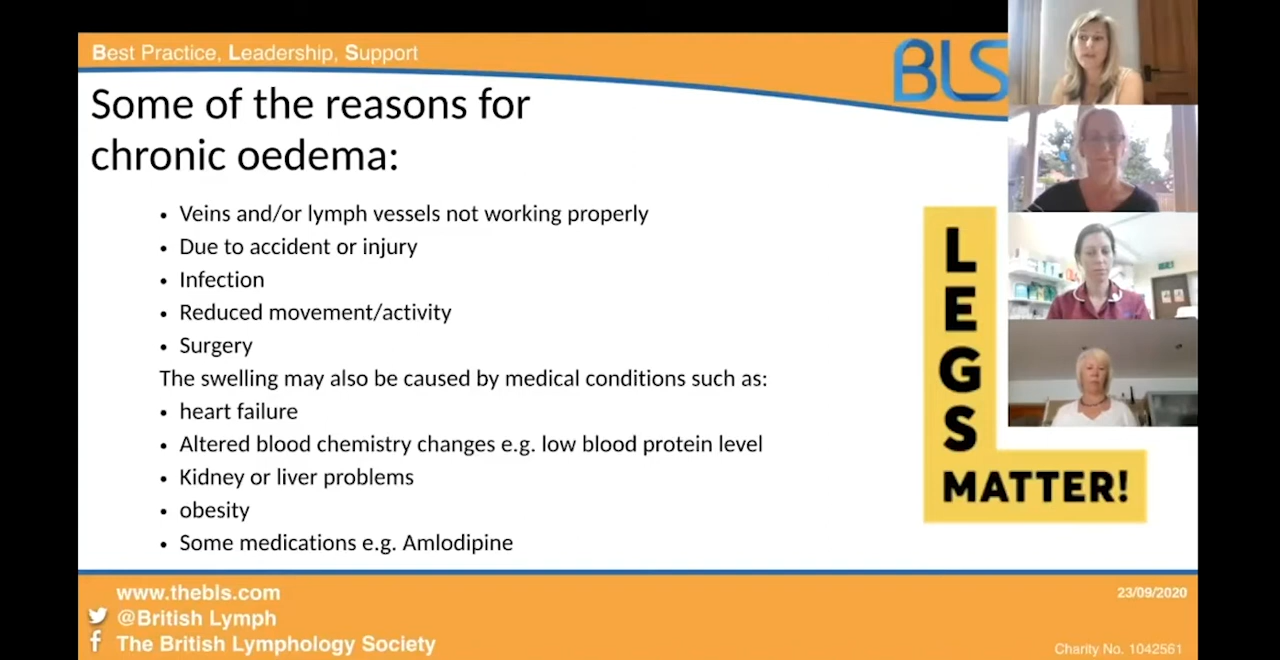 Best Practice, Leadership, Support
BLS
Some of the reasons for
chronic oedema:
• Veins and/or lymph vessels not working properly
• Due to accident or injury
• Infection
• Reduced movement/activity
• Surgery
The swelling may also be caused by medical conditions such as:
• heart failure
• Altered blood chemistry changes e.g. low blood protein level
• Kidney or liver problems
• obesity
• Some medications e.g. Amlodipine
LEGS
MATTER!
www.thebls.com
23/09/2020
@British Lymph
The British Lymphology Society
Charity No. 1042561